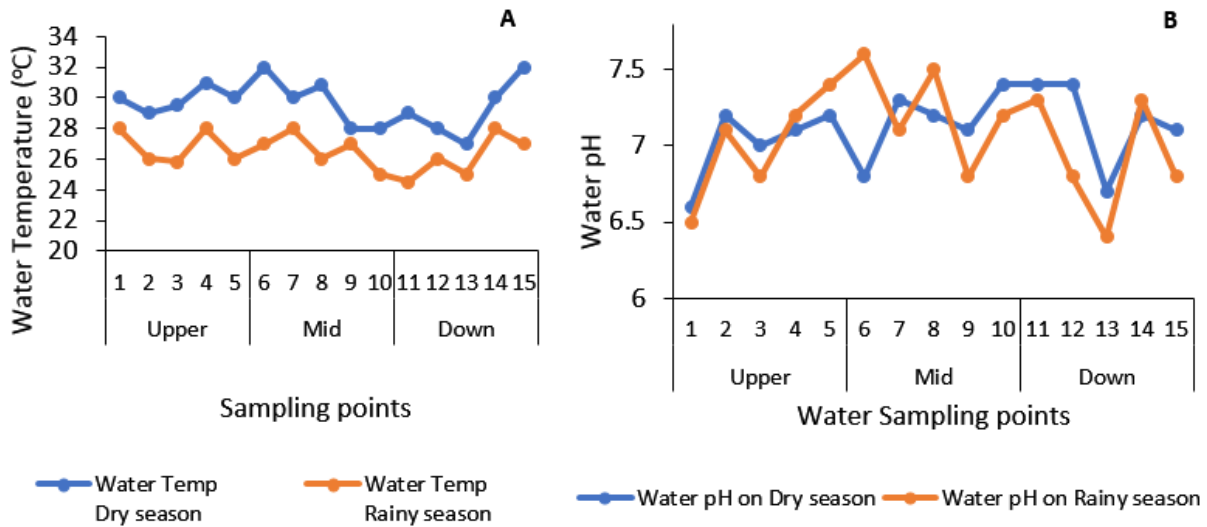 A
Water Temperature (ºC)
34
32
30
28
26
24
22
20
1 2 3 4 5 6 7 8 9 10 11 12 13 14 15
Upper Mid Down
Sampling points
Water Temp
Dry season
Water Temp
Rainy season
B
Water pH
7.5
7
6.5
6
1 2 3 4 5 6 7 8 9 10 11 12 13 14 15
Upper Mid Down
Water Sampling points
Water pH on Dry season
Water pH on Rainy season